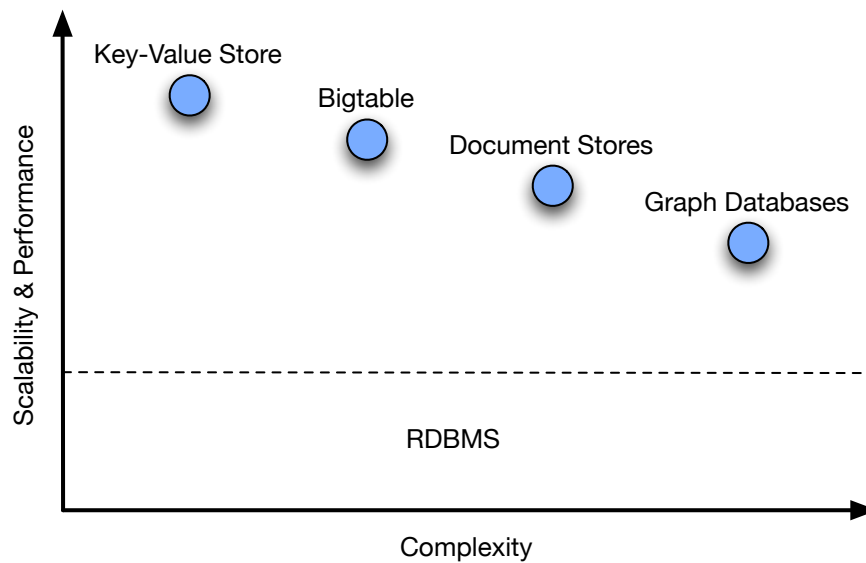 Key-Value Store
Bigtable
Document Stores
Graph Databases
Scalability & Performance
RDBMS
Complexity